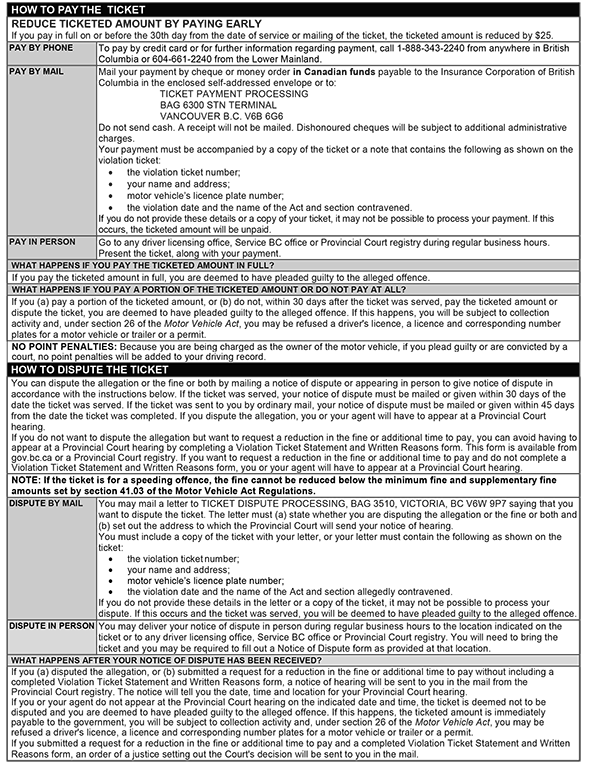 HOW TO PAY THE TICKET
REDUCE TICKETED AMOUNT BY PAYING EARLY
If you pay in full on or before the 30th day from the date of service or mailing of the ticket, the ticketed amount is reduced by $25.
PAY BY PHONE
To pay by credit card or for further information regarding payment, call 1-888-343-2240 from anywhere in British
Columbia or 604-661-2240 from the Lower Mainland.
PAY BY MAIL
Mail your payment by cheque or money order in Canadian funds payable to the Insurance Corporation of British
Columbia in the enclosed self-addressed envelope or to:
TICKET PAYMENT PROCESSING
BAG 6300 STN TERMINAL
VANCOUVER B.C. V6B 6G6
Do not send cash. A receipt will not be mailed. Dishonoured cheques will be subject to additional administrative
charges.
Your payment must be accompanied by a copy of the ticket or a note that contains the following as shown on the
violation ticket:
• the violation ticket number;
• your name and address;
• motor vehicle's licence plate number;
• the violation date and the name of the Act and section contravened.
If you do not provide these details or a copy of your ticket, it may not be possible to process your payment. If this
occurs, the ticketed amount will be unpaid.
PAY IN PERSON
Go to any driver licensing office, Service BC office or Provincial Court registry during regular business hours.
Present the ticket, along with your payment.
WHAT HAPPENS IF YOU PAY THE TICKETED AMOUNT IN FULL?
If you pay the ticketed amount in full, you are deemed to have pleaded guilty to the alleged offence.
WHAT HAPPENS IF YOU PAY A PORTION OF THE TICKETED AMOUNT OR DO NOT PAY AT ALL?
If you (a) pay a portion of the ticketed amount, or (b) do not, within 30 days after the ticket was served, pay the ticketed amount or
dispute the ticket, you are deemed to have pleaded guilty to the alleged offence. If this happens, you will be subject to collection
activity and, under section 26 of the Motor Vehicle Act, you may be refused a driver's licence, a licence and corresponding number
plates for a motor vehicle or trailer or a permit.
NO POINT PENALTIES: Because you are being charged as the owner of the motor vehicle, if you plead guilty or are convicted by a
court, no point penalties will be added to your driving record.
HOW TO DISPUTE THE TICKET
You can dispute the allegation or the fine or both by mailing a notice of dispute or appearing in person to give notice of dispute in
accordance with the instructions below. If the ticket was served, your notice of dispute must be mailed or given within 30 days of the
date the ticket was served. If the ticket was sent to you by ordinary mail, your notice of dispute must be mailed or given within 45 days
from the date the ticket was completed. If you dispute the allegation, you or your agent will have to appear at a Provincial Court
hearing.
If you do not want to dispute the allegation but want to request a reduction in the fine or additional time to pay, you can avoid having to
appear at a Provincial Court hearing by completing a Violation Ticket Statement and Written Reasons form. This form is available from
gov.bc.ca or a Provincial Court registry. If you want to request a reduction in the fine or additional time to pay and do not complete a
Violation Ticket Statement and Written Reasons form, you or your agent will have to appear at a Provincial Court hearing.
NOTE: If the ticket is for a speeding offence, the fine cannot be reduced below the minimum fine and supplementary fine
amounts set by section 41.03 of the Motor Vehicle Act Regulations.
DISPUTE BY MAIL
You may mail a letter to TICKET DISPUTE PROCESSING, BAG 3510, VICTORIA, BC V6W 9P7 saying that you
want to dispute the ticket. The letter must (a) state whether you are disputing the allegation or the fine or both and
(b) set out the address to which the Provincial Court will send your notice of hearing.
You must include a copy of the ticket with your letter, or your letter must contain the following as shown on the
ticket:
• the violation ticket number;
• your name and address;
• motor vehicle's licence plate number;
• the violation date and the name of the Act and section allegedly contravened.
If you do not provide these details in the letter or a copy of the ticket, it may not be possible to process your
dispute. If this occurs and the ticket was served, you will be deemed to have pleaded guilty to the alleged offence.
DISPUTE IN PERSON
You may deliver your notice of dispute in person during regular business hours to the location indicated on the
ticket or to any driver licensing office, Service BC office or Provincial Court registry. You will need to bring the
ticket and you may be required to fill out a Notice of Dispute form as provided at that location.
WHAT HAPPENS AFTER YOUR NOTICE OF DISPUTE HAS BEEN RECEIVED?
If you (a) disputed the allegation, or (b) submitted a request for a reduction in the fine or additional time to pay without including a
completed Violation Ticket Statement and Written Reasons form, a notice of hearing will be sent to you in the mail from the
Provincial Court registry. The notice will tell you the date, time and location for your Provincial Court hearing.
If you or your agent do not appear at the Provincial Court hearing on the indicated date and time, the ticket is deemed not to be
disputed and you are deemed to have pleaded guilty to the alleged offence. If this happens, the ticketed amount is immediately
payable to the government, you will be subject to collection activity and, under section 26 of the Motor Vehicle Act, you may be
refused a driver's licence, a licence and corresponding number plates for a motor vehicle or trailer or a permit.
If you submitted a request for a reduction in the fine or additional time to pay and a completed Violation Ticket Statement and Written
Reasons form, an order of a justice setting out the Court's decision will be sent to you in the mail.